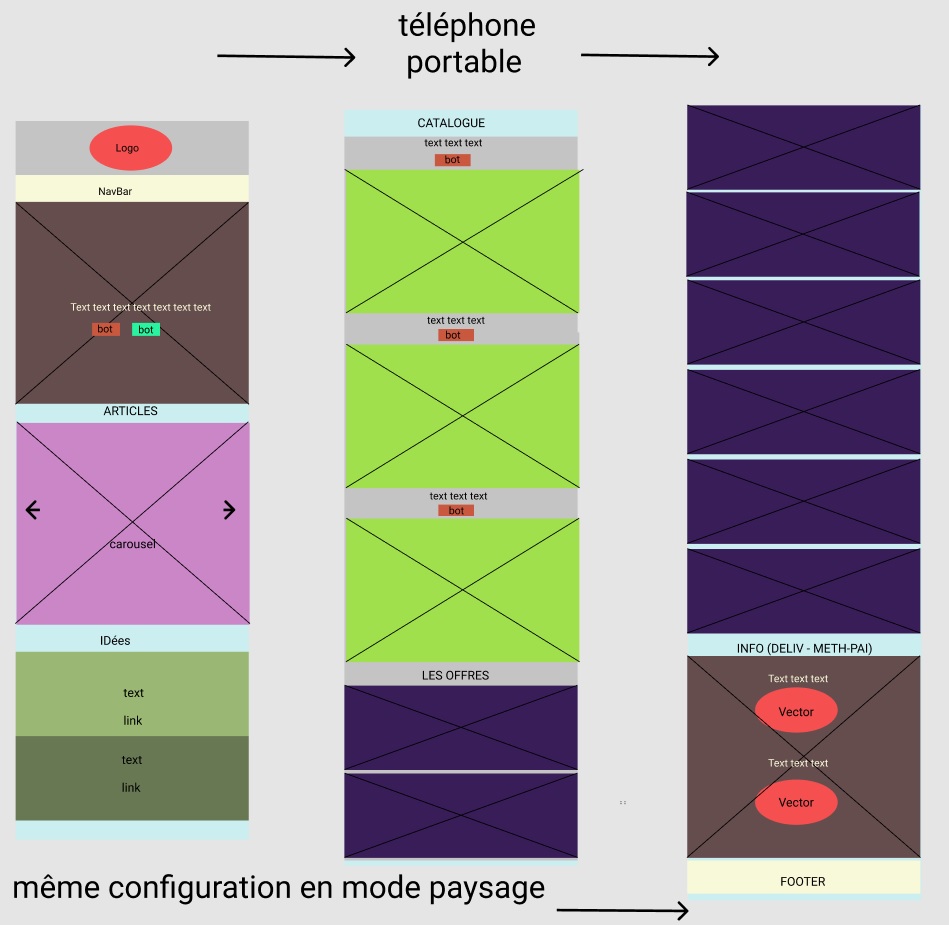 téléphone
portable
Logo
NavBar
Text text text text text text text
bot bot
ARTICLES
carousel
IDées
text
link
text
link
CATALOGUE
text text text
bot
text text text
bot
text text text
bot
LES OFFRES
INFO (DELIV - METH-PAI)
Text text text
Vector
Text text text
Vector
FOOTER
même configuration en mode paysage